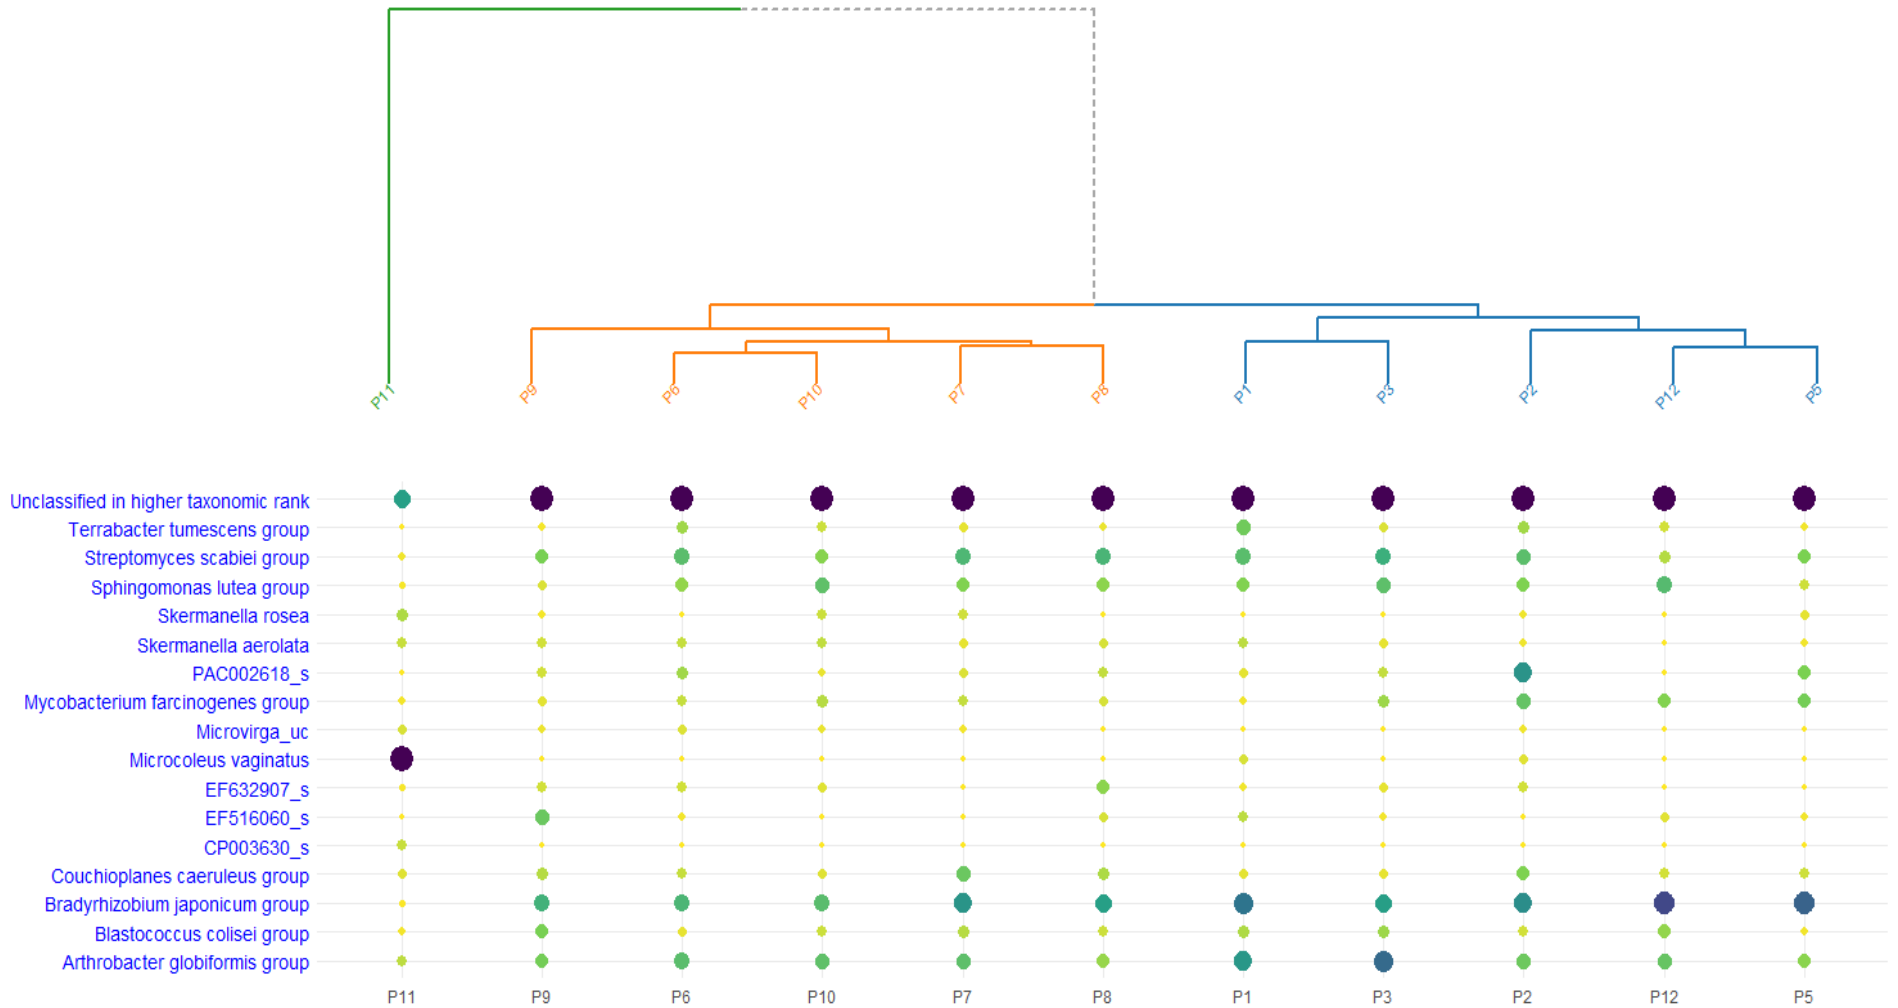 P11 P9 P6 P10 P7 P8 P1 P3 P2 P12 P5
Unclassified in higher taxonomic rank
Terrabacter tumescens group
Streptomyces scabiei group
Sphingomonas lutea group
Skermanella rosea
Skermanella aerolata
PAC002618_s
Mycobacterium farcinogenes group
Microvirga_uc
Microcoleus vaginatus
EF632907_s
EF516060_s
CP003630_s
Couchioplanes caeruleus group
Bradyrhizobium japonicum group
Blastococcus colisei group
Arthrobacter globiformis group
P11 P9 P6 P10 P7 P8 P1 P3 P2 P12 P5